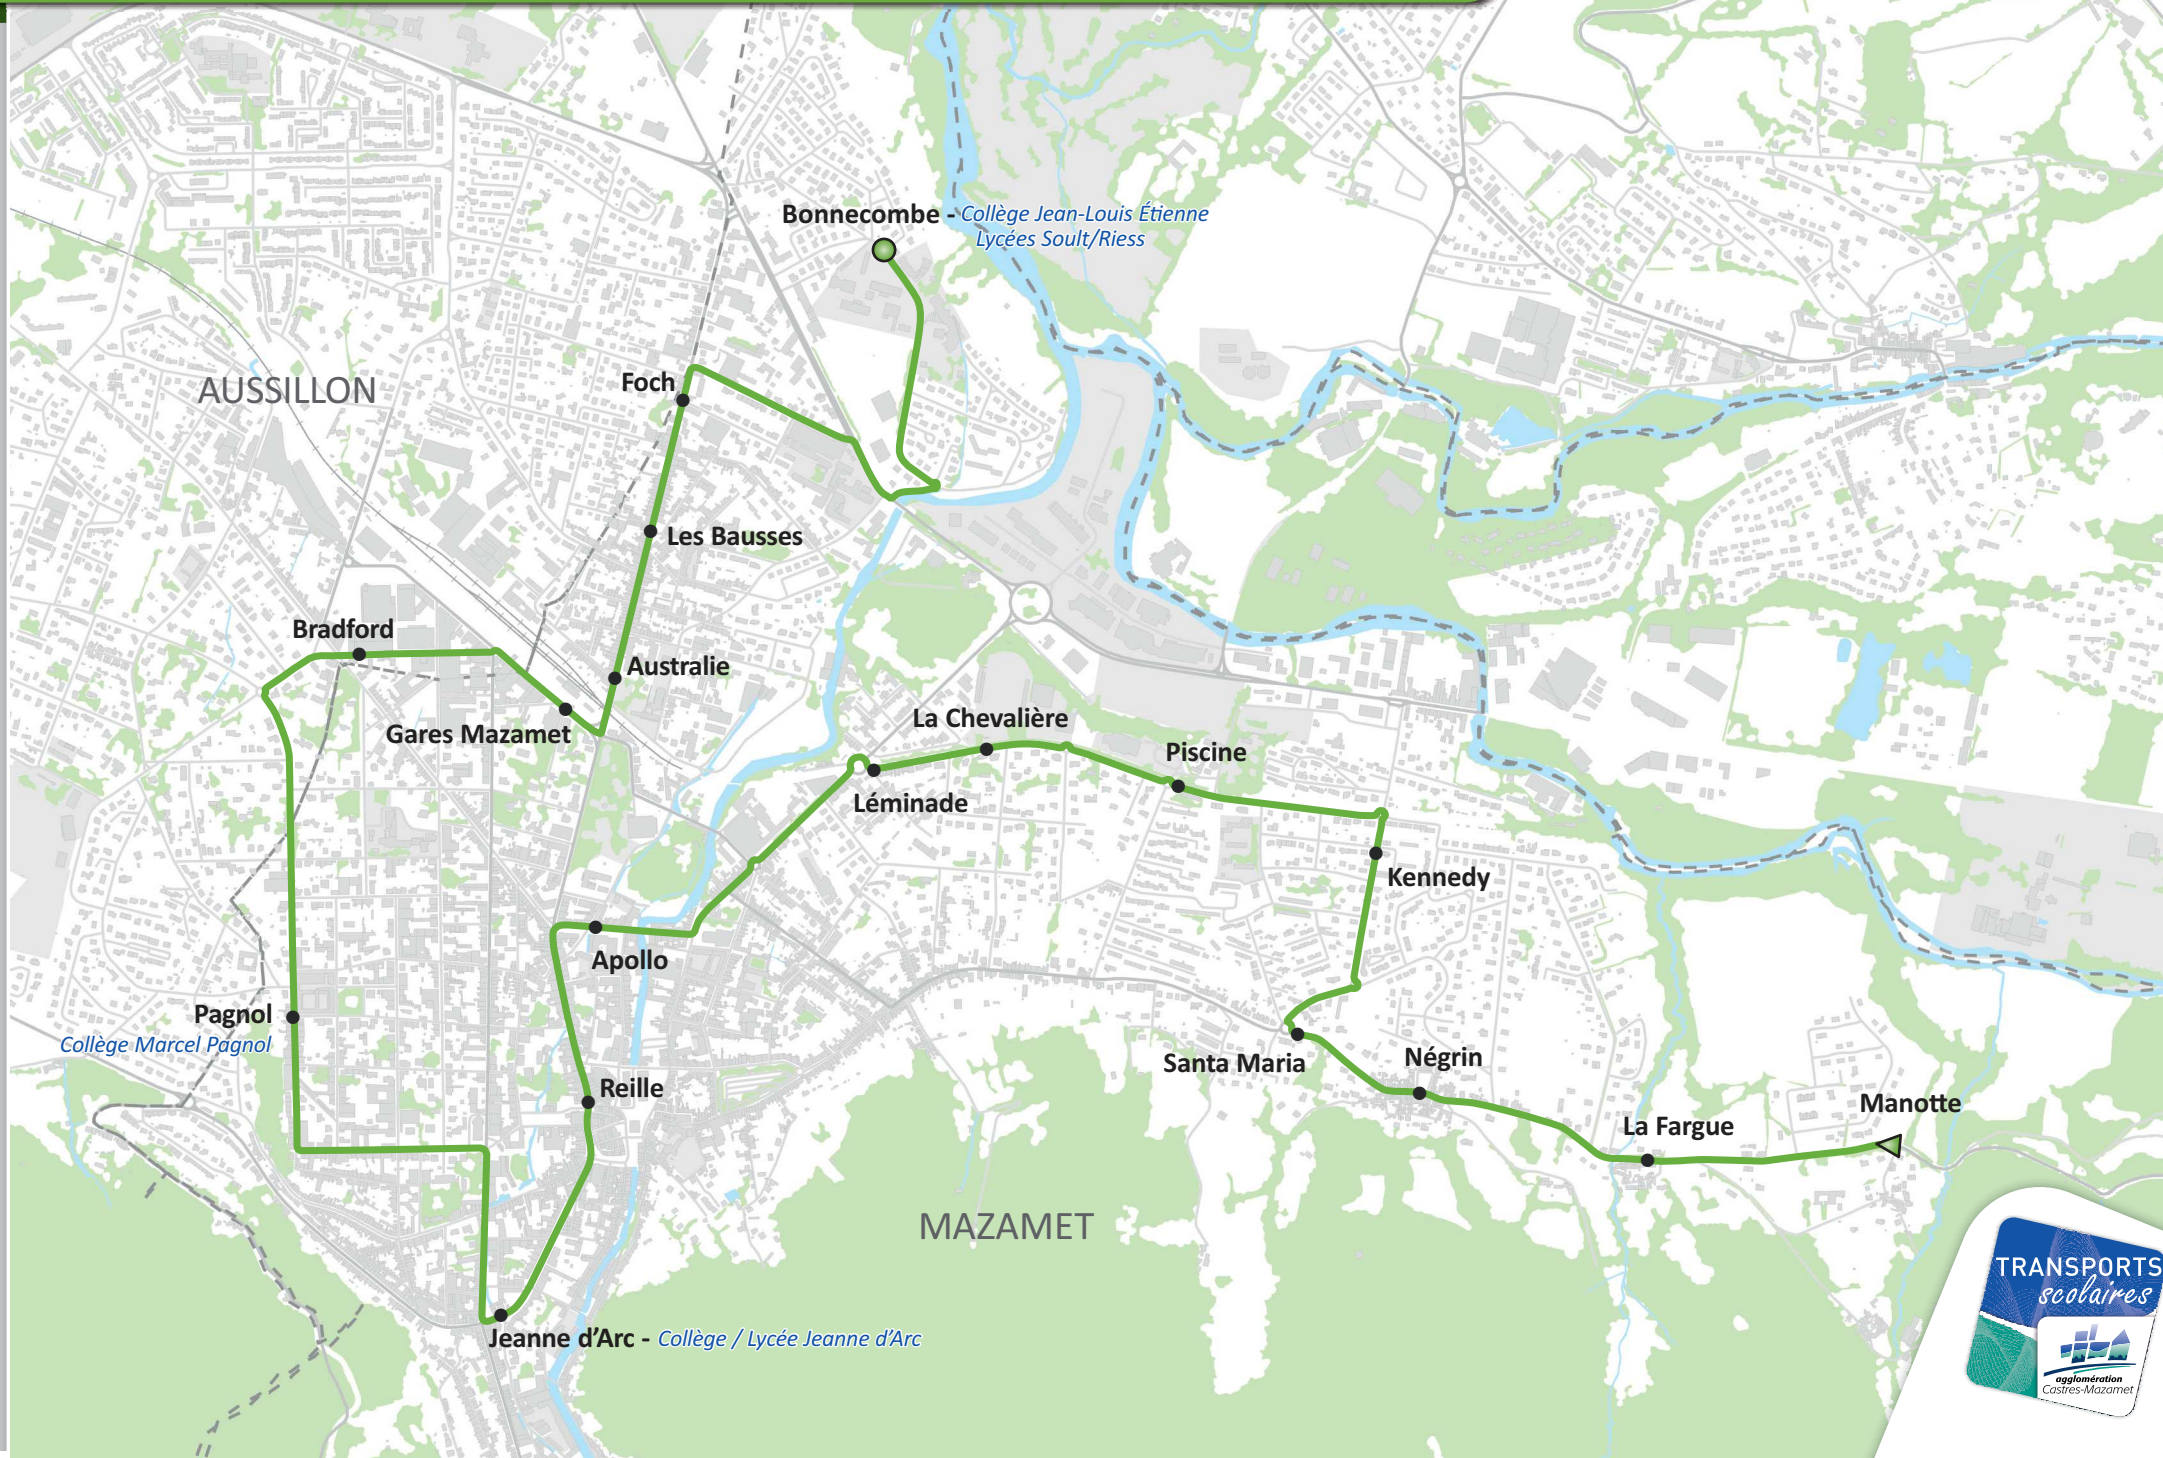 Bonnecombe - Collège Jean-Louis Étienne
Lycées Soult/Riess
Foch
AUSSILLON
Les Bausses
Bradford
Australie
Gares Mazamet
La Chevalière
Piscine
Léminade
Kennedy
Apollo
Pagnol
Collège Marcel Pagnol
Santa Maria
Négrin
Reille
Manotte
La Fargue
MAZAMET
Jeanne d'Arc - Collège / Lycée Jeanne d'Arc
TRANSPORTS
scolaires
agglomération
Castres-Mazamet